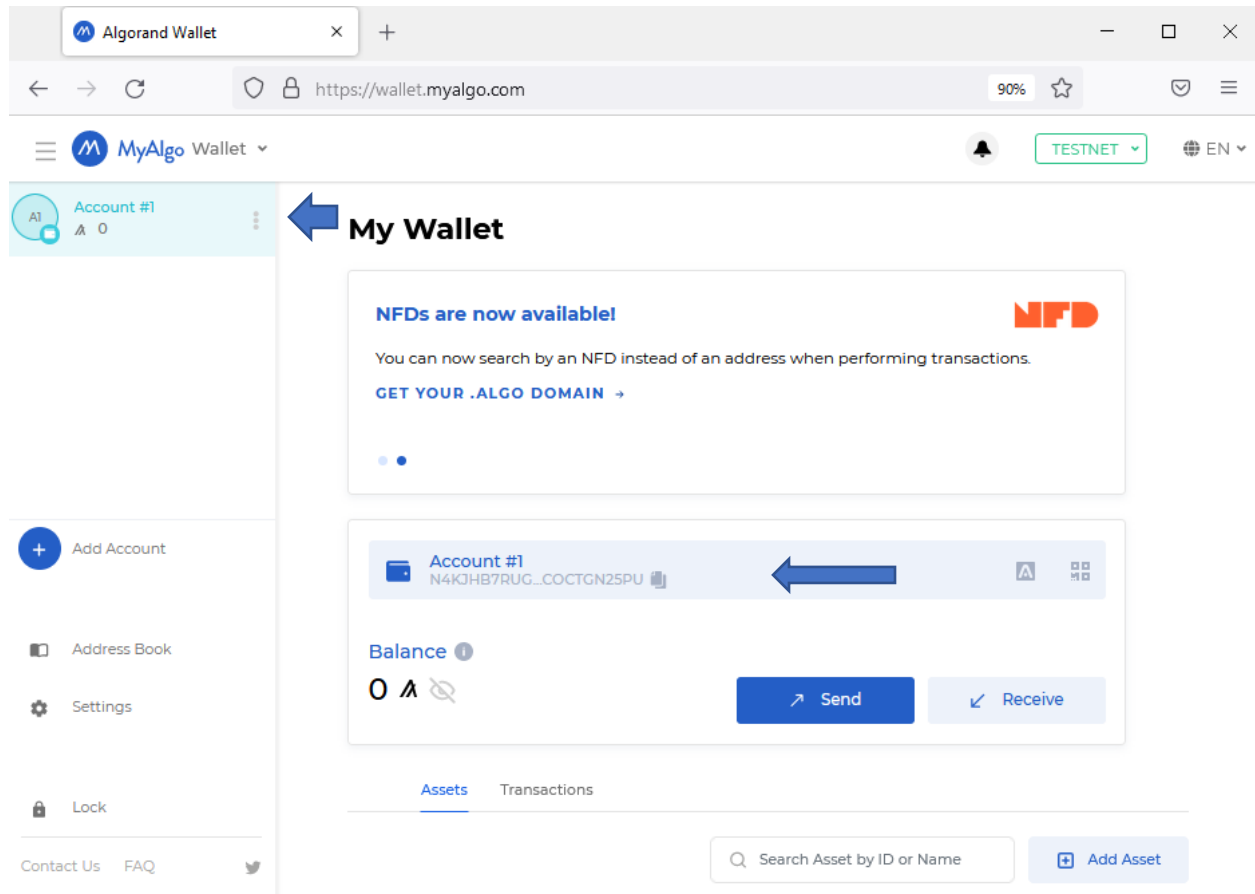 Algorand Wallet
https://wallet.myalgo.com
90%
MyAlgo Wallet
TESTNET
EN
A1
Account #1
0
My Wallet
NFDs are now available!
NFD
You can now search by an NFD instead of an address when performing transactions.
GET YOUR .ALGO DOMAIN →
Add Account
Account #1
N4KJHB7RUG...COCTGN25PU
Address Book
Balance
0
Settings
Send
Receive
Assets
Transactions
Lock
Contact Us
FAQ
Search Asset by ID or Name
Add Asset